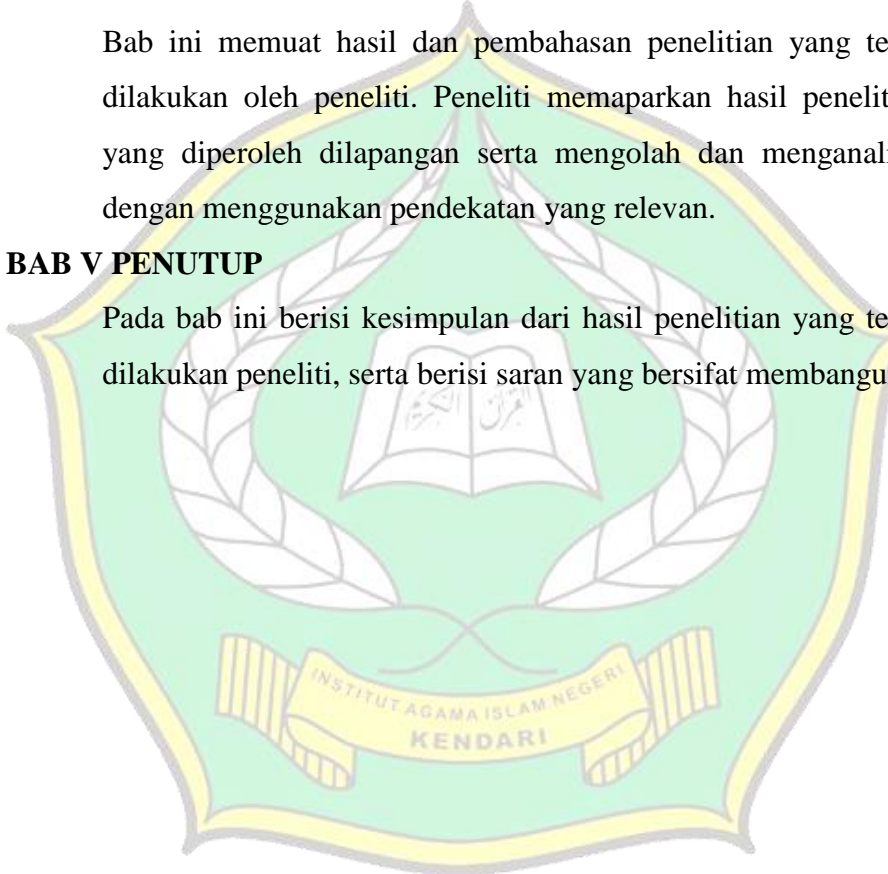 Bab ini memuat hasil dan pembahasan penelitian yang te
dilakukan oleh peneliti. Peneliti memaparkan hasil penelit
yang diperoleh dilapangan serta mengolah dan menganali
dengan menggunakan pendekatan yang relevan.
BAB V PENUTUP
Pada bab ini berisi kesimpulan dari hasil penelitian yang te
dilakukan peneliti, serta berisi saran yang bersifat membangu
القرآن الكريم
INSTITUT AGAMA ISLAM NEGERI
KENDARI